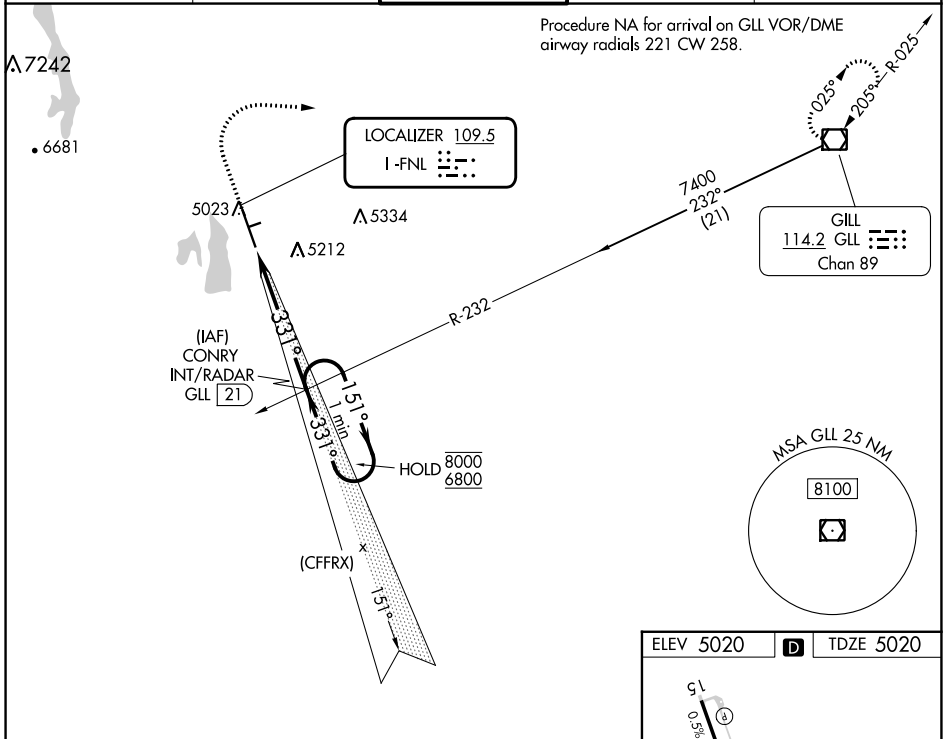 Procedure NA for arrival on GLL VOR/DME
airway radials 221 CW 258.
7242
6681
R-025
025°
205°
LOCALIZER 109.5
I-FNL
5023
5334
5212
7400
232°
(21)
GILL
114.2 GLL
Chan 89
R-232
331°
(IAF)
CONRY
INT/RADAR
GLL 21
151°
1 min
331°
HOLD 8000
6800
MSA GLL 25 NM
8100
(CFFRX)
x
151°
ELEV 5020 D TDZE 5020
15
0.5%